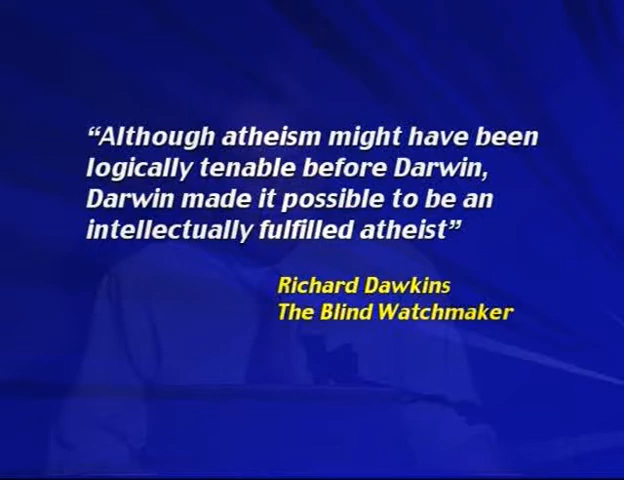 “Although atheism might have been
logically tenable before Darwin,
Darwin made it possible to be an
intellectually fulfilled atheist”
Richard Dawkins
The Blind Watchmaker